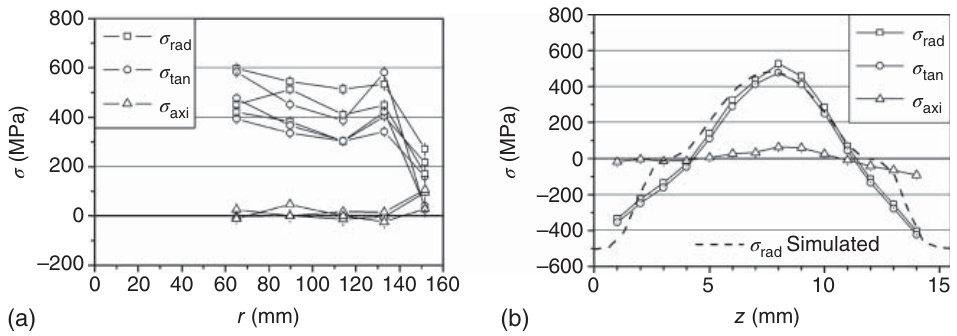 800
600
400
200
0
−200
σ (MPa)
0 20 40 60 80 100 120 140 160
r (mm)
σrad
σtan
σaxi
(a)
800
600
400
200
0
−200
−400
−600
σ (MPa)
0 5 10 15
z (mm)
σrad
σtan
σaxi
σrad Simulated
(b)